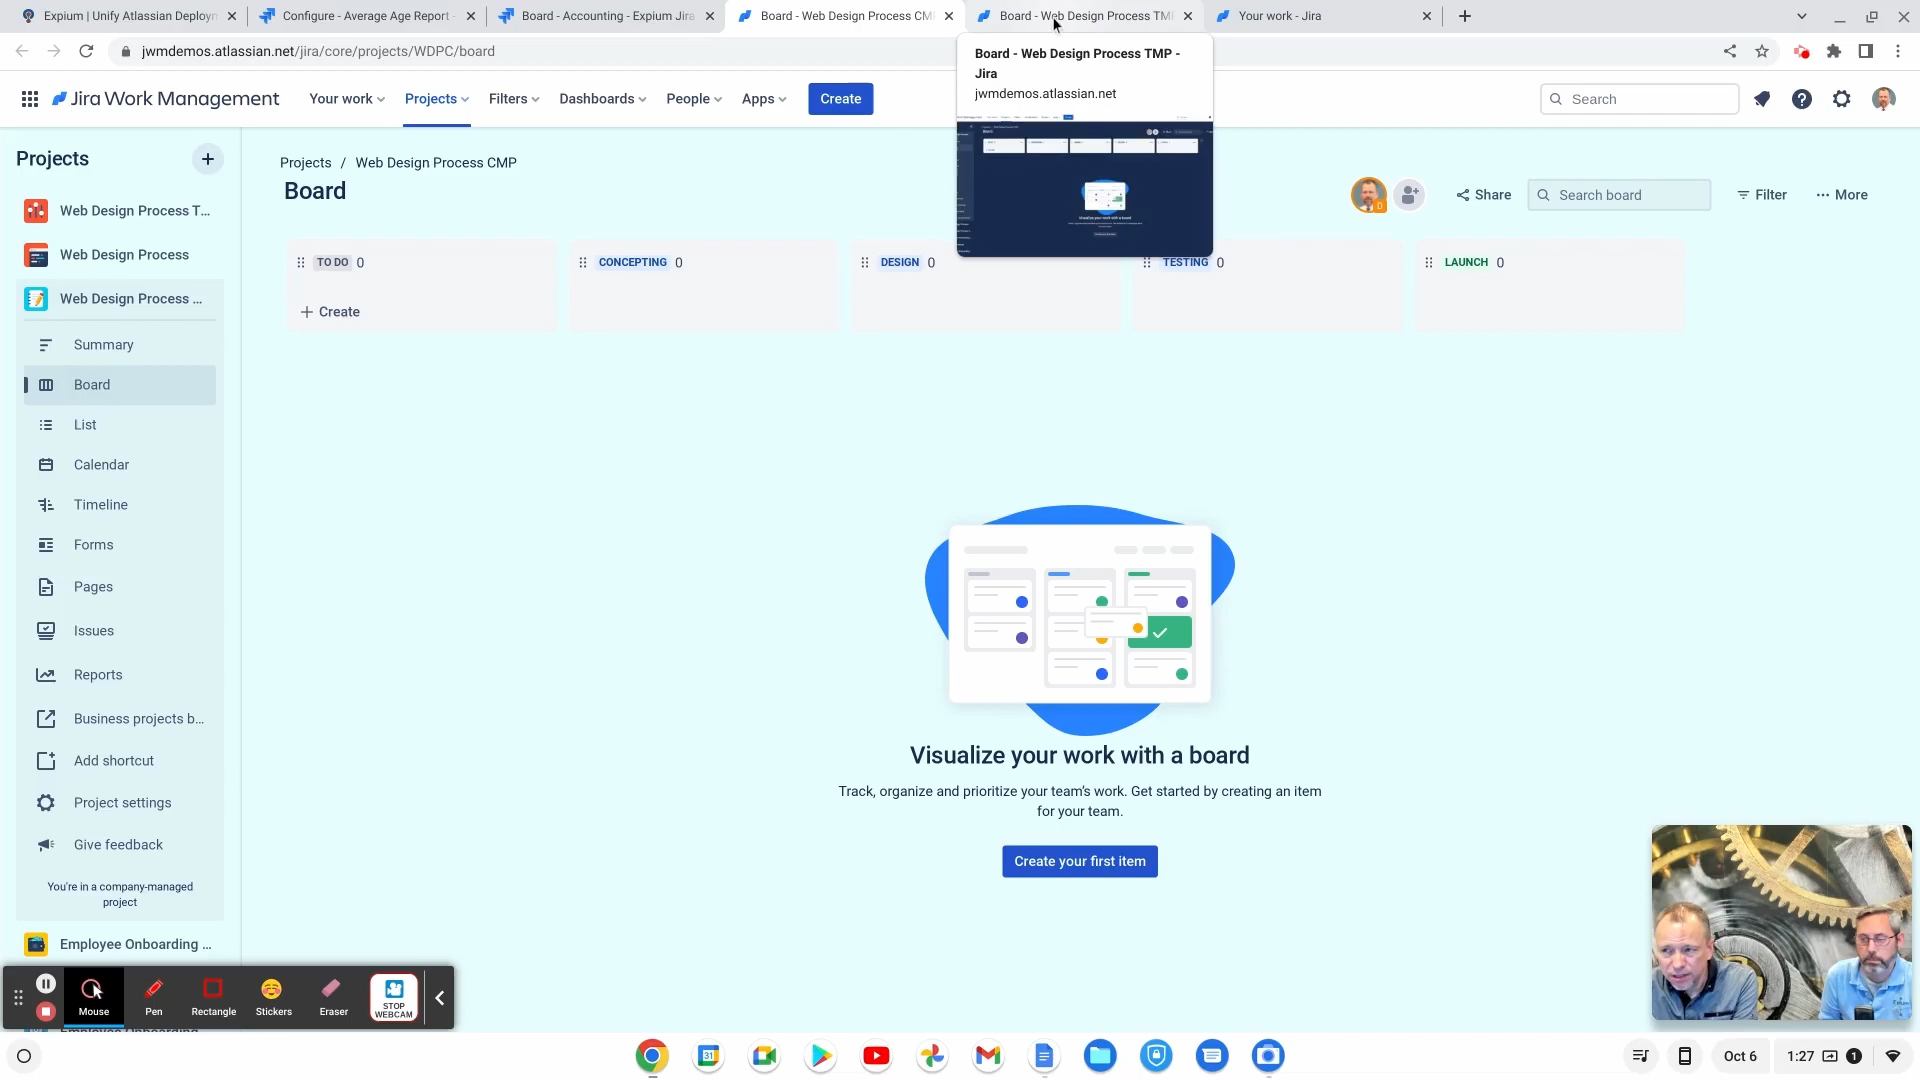 Expium | Unify Atlassian Deploym
Configure - Average Age Report -
Board - Accounting - Expium Jira
Board - Web Design Process CM
Board - Web Design Process TM
Your work - Jira
jwmdemos.atlassian.net/jira/core/projects/WDPC/board
Board - Web Design Process TMP -
Jira
jwmdemos.atlassian.net
Jira Work Management
Your work
Projects
Filters
Dashboards
People
Apps
Create
Search
Projects
Projects / Web Design Process CMP
Board
Share
Search board
Filter
More
Web Design Process T...
Web Design Process
Web Design Process ...
Summary
Board
List
Calendar
Timeline
Forms
Pages
Issues
Reports
Business projects b...
Add shortcut
Project settings
Give feedback
You're in a company-managed
project
Employee Onboarding ...
TO DO 0
CONCEPTING 0
DESIGN 0
TESTING 0
LAUNCH 0
Create
Visualize your work with a board
Track, organize and prioritize your team's work. Get started by creating an item
for your team.
Create your first item
Mouse
Pen
Rectangle
Stickers
Eraser
STOP
WEBCAM
31
Oct 6
1:27
1